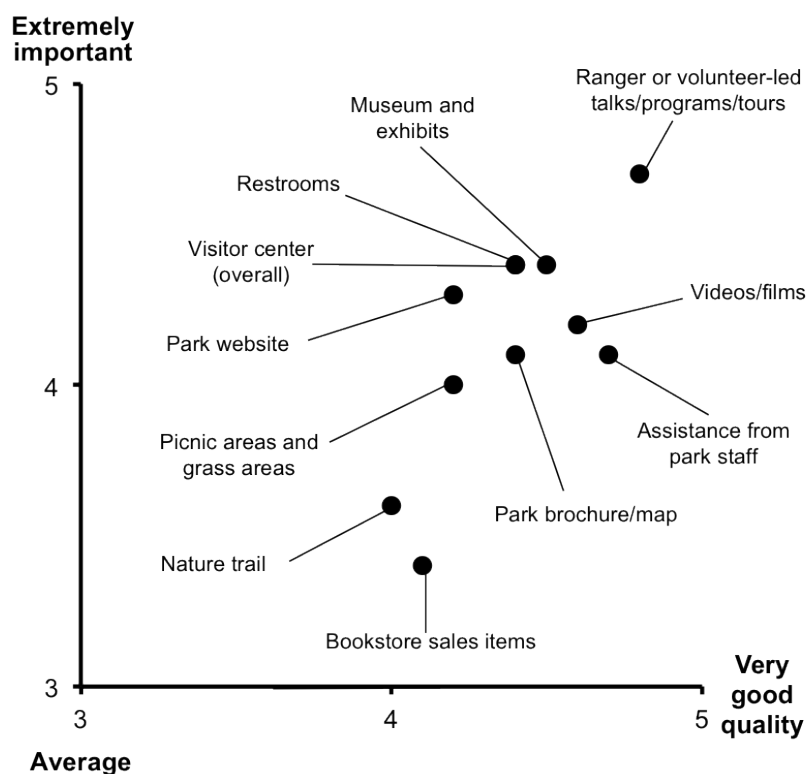 Extremely
important
5
Ranger or volunteer-led
talks/programs/tours
Museum and
exhibits
Restrooms
Visitor center
(overall)
Videos/films
Park website
4
Assistance from
park staff
Picnic areas and
grass areas
Park brochure/map
Nature trail
Bookstore sales items
3
3
4
5
Very
good
quality
Average